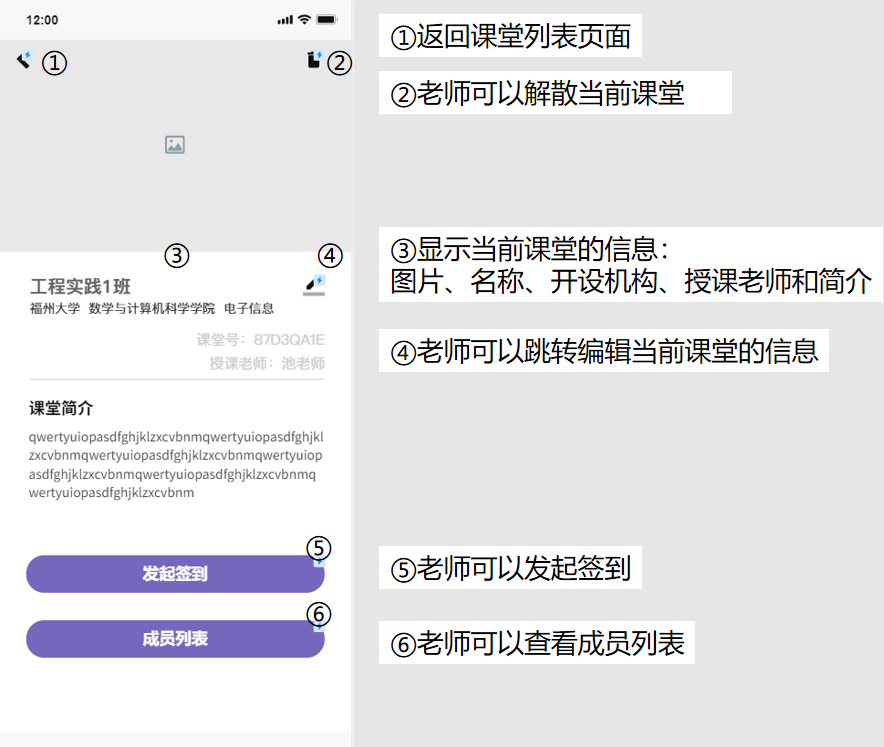 12:00
①
②
③
④
工程实践1班
福州大学 数学与计算机科学学院 电子信息
课堂号：87D3QA1E
授课老师：池老师
课堂简介
qwertyuiopasdfghjklzxcvbnmqwertyuiopasdfghjkl
zxcvbnmqwertyuiopasdfghjklzxcvbnmqwertyuiop
asdfghjklzxcvbnmqwertyuiopasdfghjklzxcvbnmq
wertyuiopasdfghjklzxcvbnm
⑤
发起签到
⑥
成员列表
①返回课堂列表页面
②老师可以解散当前课堂
③显示当前课堂的信息：
图片、名称、开设机构、授课老师和简介
④老师可以跳转编辑当前课堂的信息
⑤老师可以发起签到
⑥老师可以查看成员列表